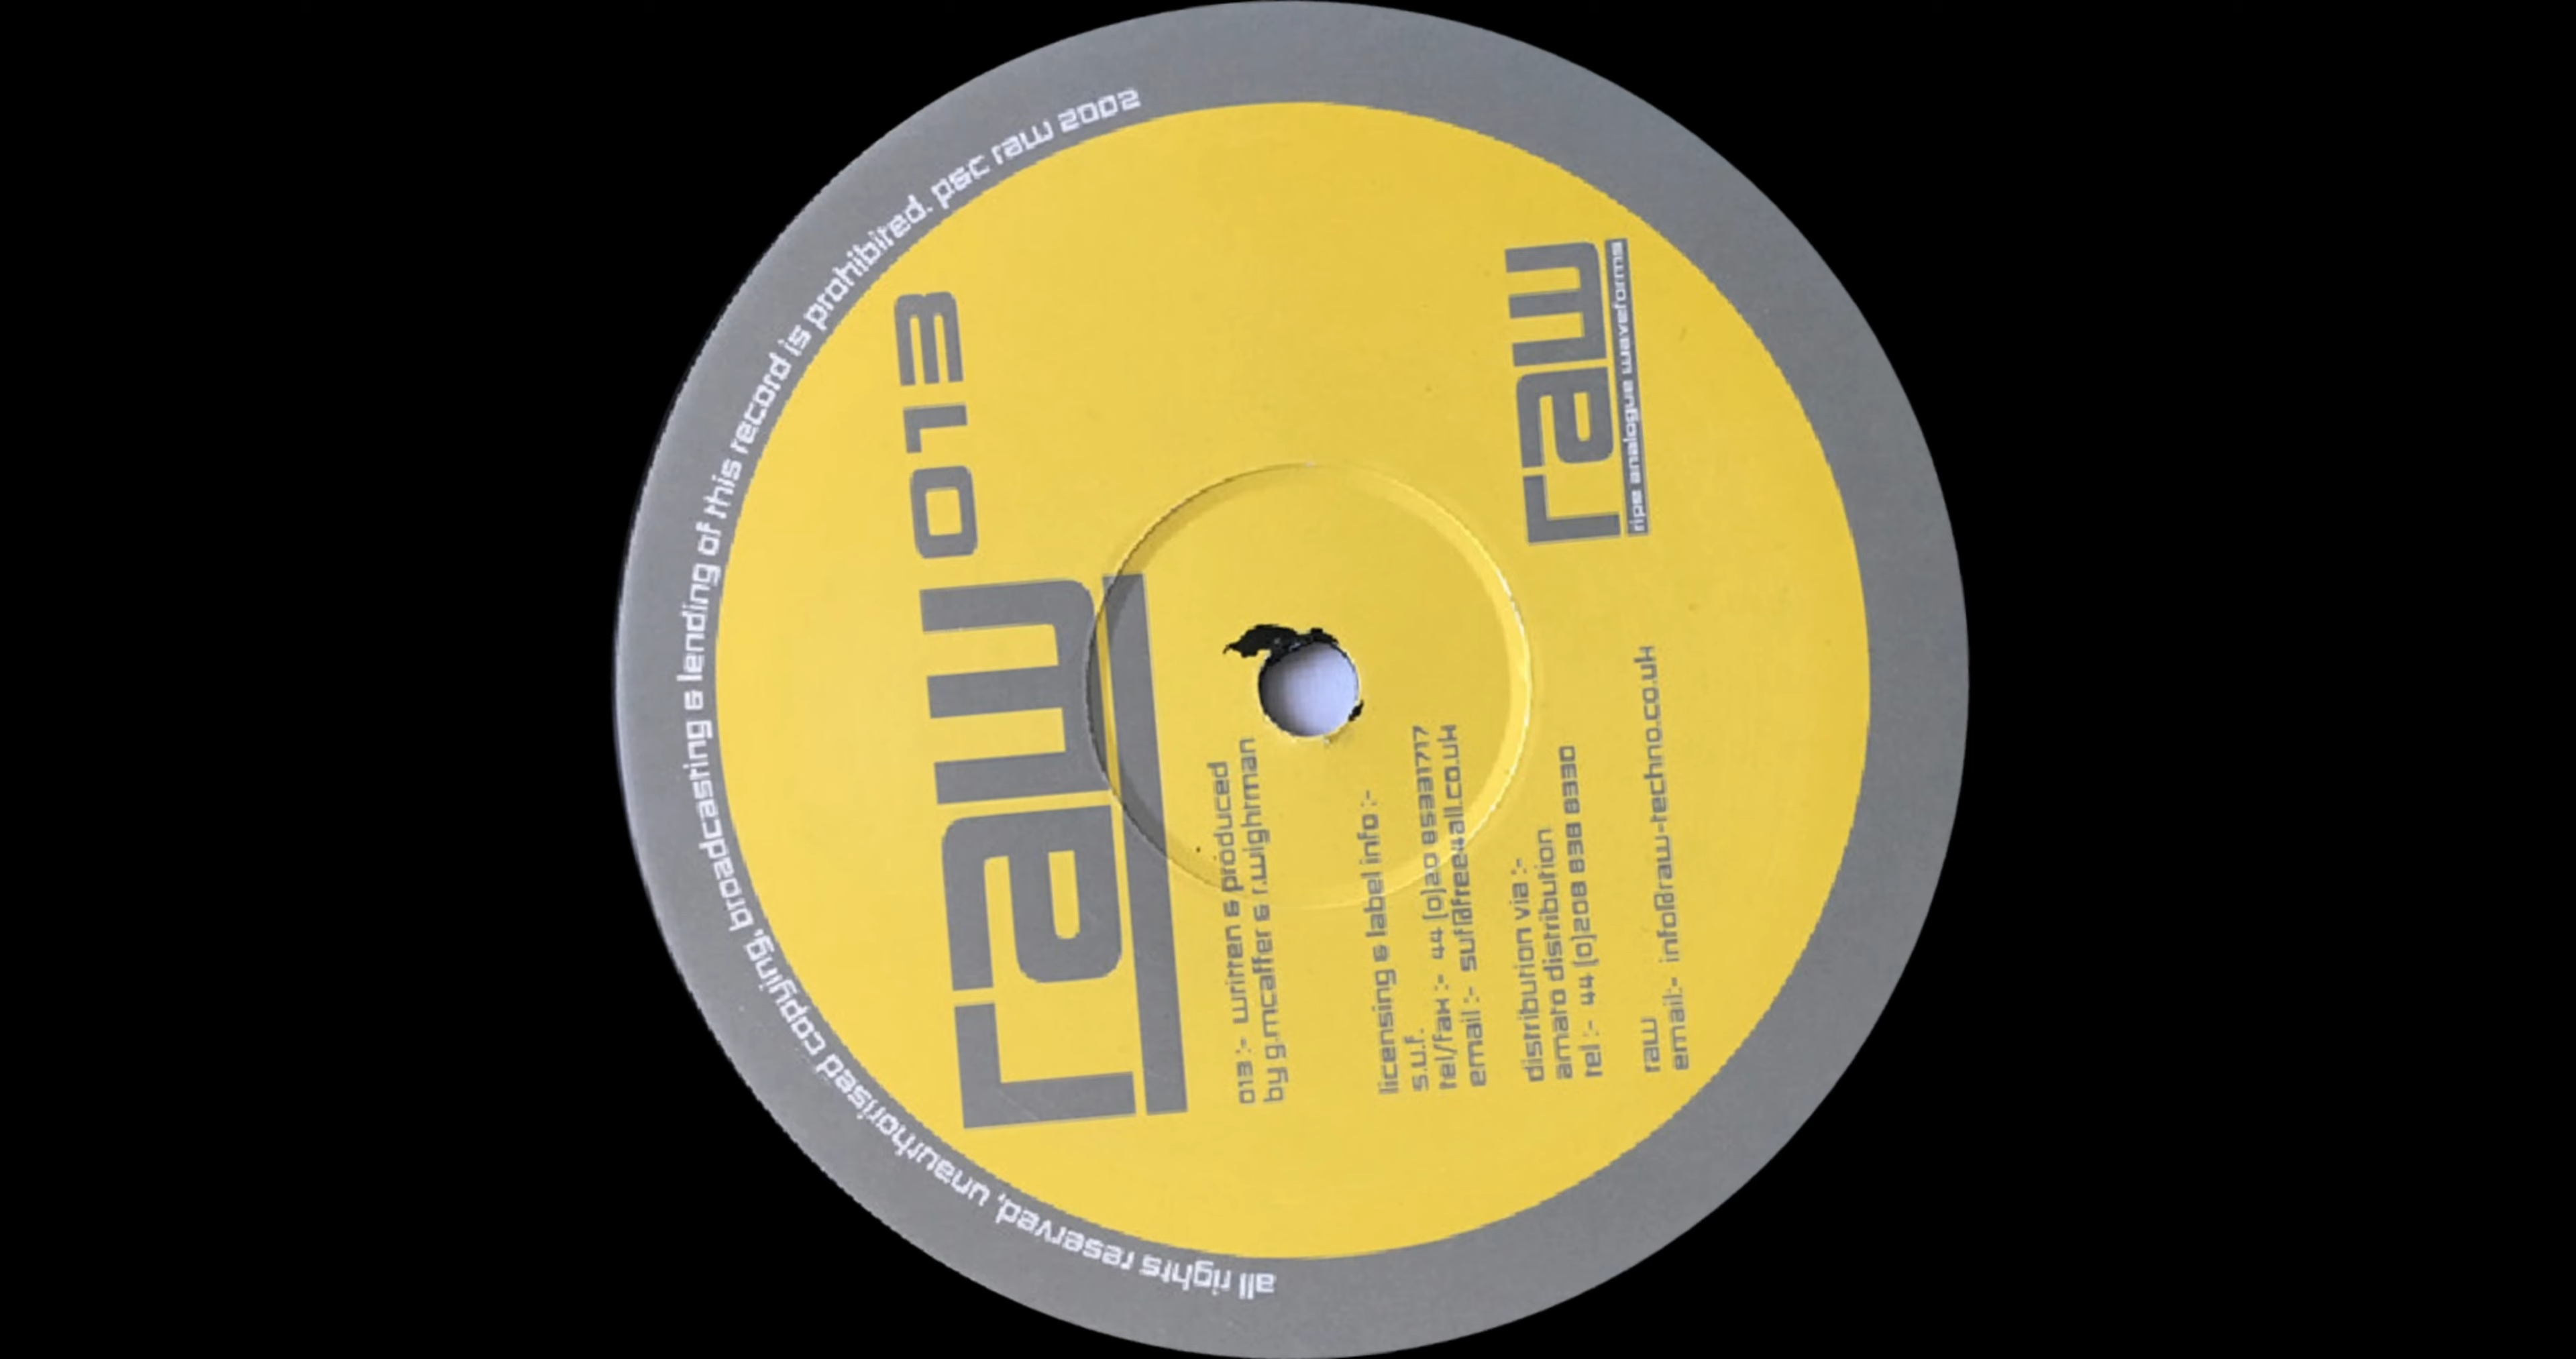 all rights reserved, unauthorised copying, broadcasting & lending of this record is prohibited. p&c raw 2002
raw 013
013 :- written & produced
by g.mcaffer & r.wightman
licensing & label info :-
s.u.f.
tel/fax :- 44 (0)20 85331717
email :- suf@free4all.co.uk
distribution via :-
amato distribution
tel :- 44 (0)208 838 8330
raw
email:- info@raw-techno.co.uk
raw
ripe analogue waveforms